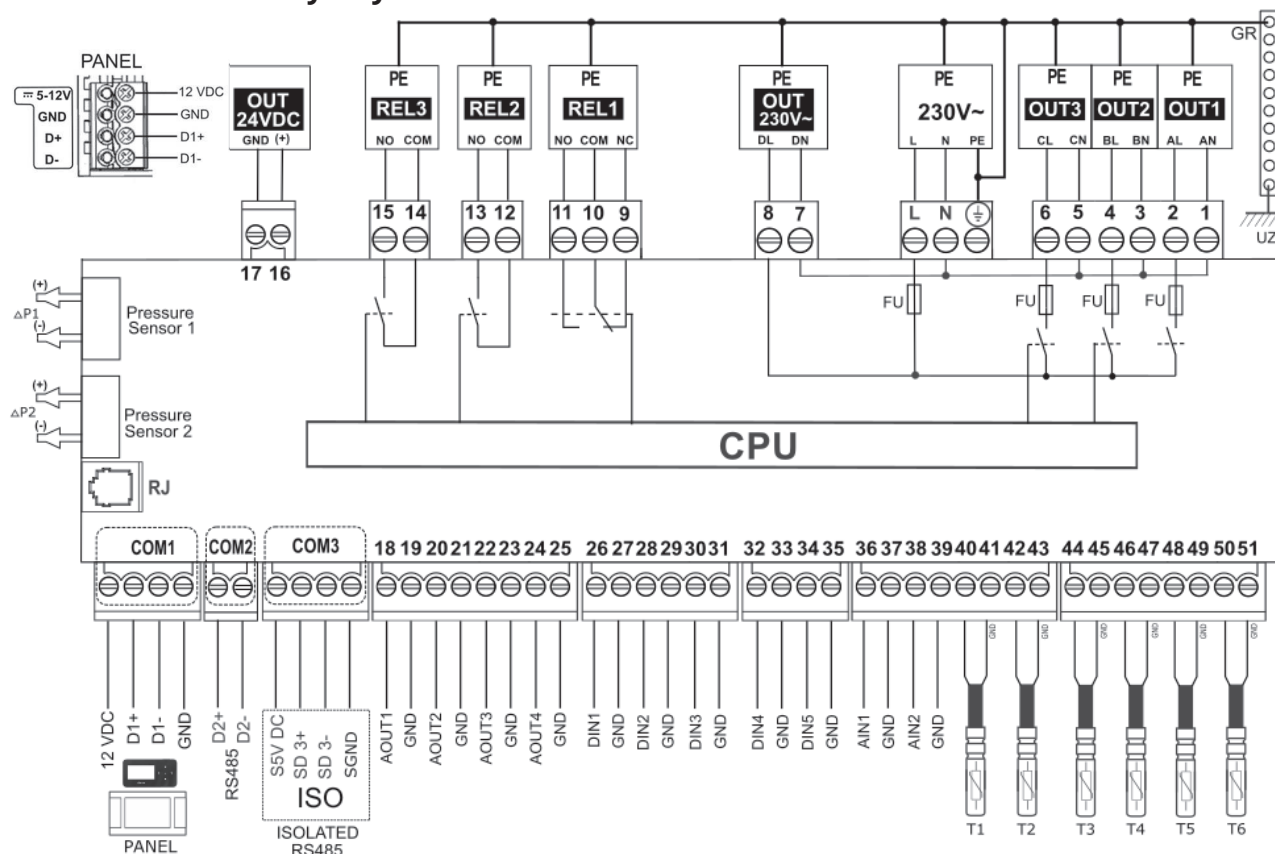 GR
PANEL
5-12V
GND
D+
D-
12 VDC
GND
D1+
D1-
OUT
24VDC
GND (+)
PE
REL3
NO COM
PE
REL2
NO COM
PE
REL1
NO COM NC
PE
OUT
230V~
DL DN
PE
230V~
L N PE
PE
OUT3
CL CN
PE
OUT2
BL BN
PE
OUT1
AL AN
15 14
13 12
11 10 9
8 7
L N
6 5 4 3 2 1
UZ
17 16
FU
FU
FU
FU
(+)
△P1
(-)
Pressure
Sensor 1
(+)
△P2
(-)
Pressure
Sensor 2
CPU
RJ
COM1
COM2
COM3
18 19 20 21 22 23 24 25
26 27 28 29 30 31
32 33 34 35
36 37 38 39 40 41 42 43
44 45 46 47 48 49 50 51
GND
GND
GND
GND
GND
GND
12 VDC
D1+
D1-
GND
D2+
D2-
RS485
S5V DC
SD 3+
SD 3-
SGND
ISO
ISOLATED
RS485
AOUT1
GND
AOUT2
GND
AOUT3
GND
AOUT4
GND
DIN1
GND
DIN2
GND
DIN3
GND
DIN4
GND
DIN5
GND
AIN1
GND
AIN2
GND
T1
T2
T3
T4
T5
T6
PANEL